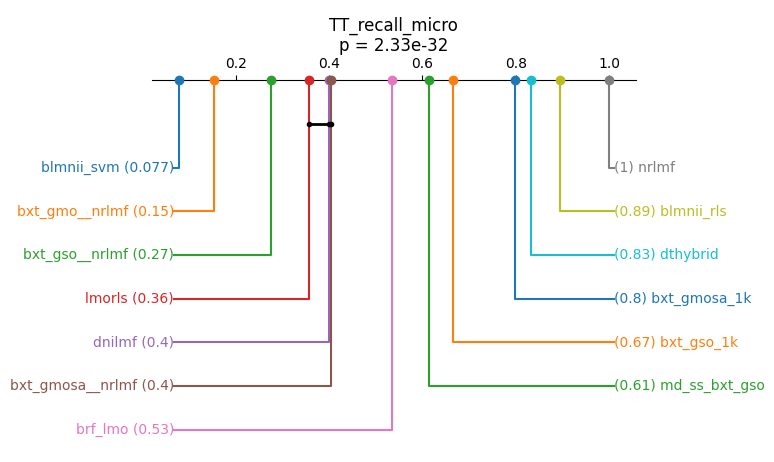 TT_recall_micro
p = 2.33e-32
0.2 0.4 0.6 0.8 1.0
blmnii_svm (0.077) (1) nrlmf
bxt_gmo__nrlmf (0.15) (0.89) blmnii_rls
bxt_gso__nrlmf (0.27) (0.83) dthybrid
lmorls (0.36) (0.8) bxt_gmosa_1k
dnilmf (0.4) (0.67) bxt_gso_1k
bxt_gmosa__nrlmf (0.4) (0.61) md_ss_bxt_gso
brf_lmo (0.53)